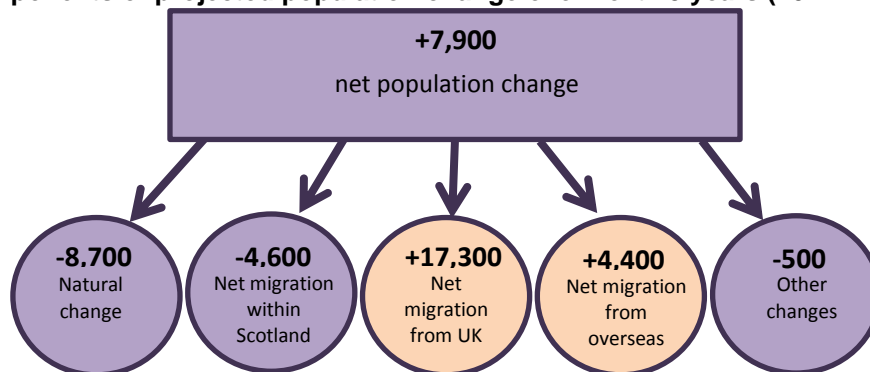 +7,900
net population change
-8,700
Natural
change
-4,600
Net migration
within
Scotland
+17,300
Net
migration
from UK
+4,400
Net migration
from
overseas
-500
Other
changes